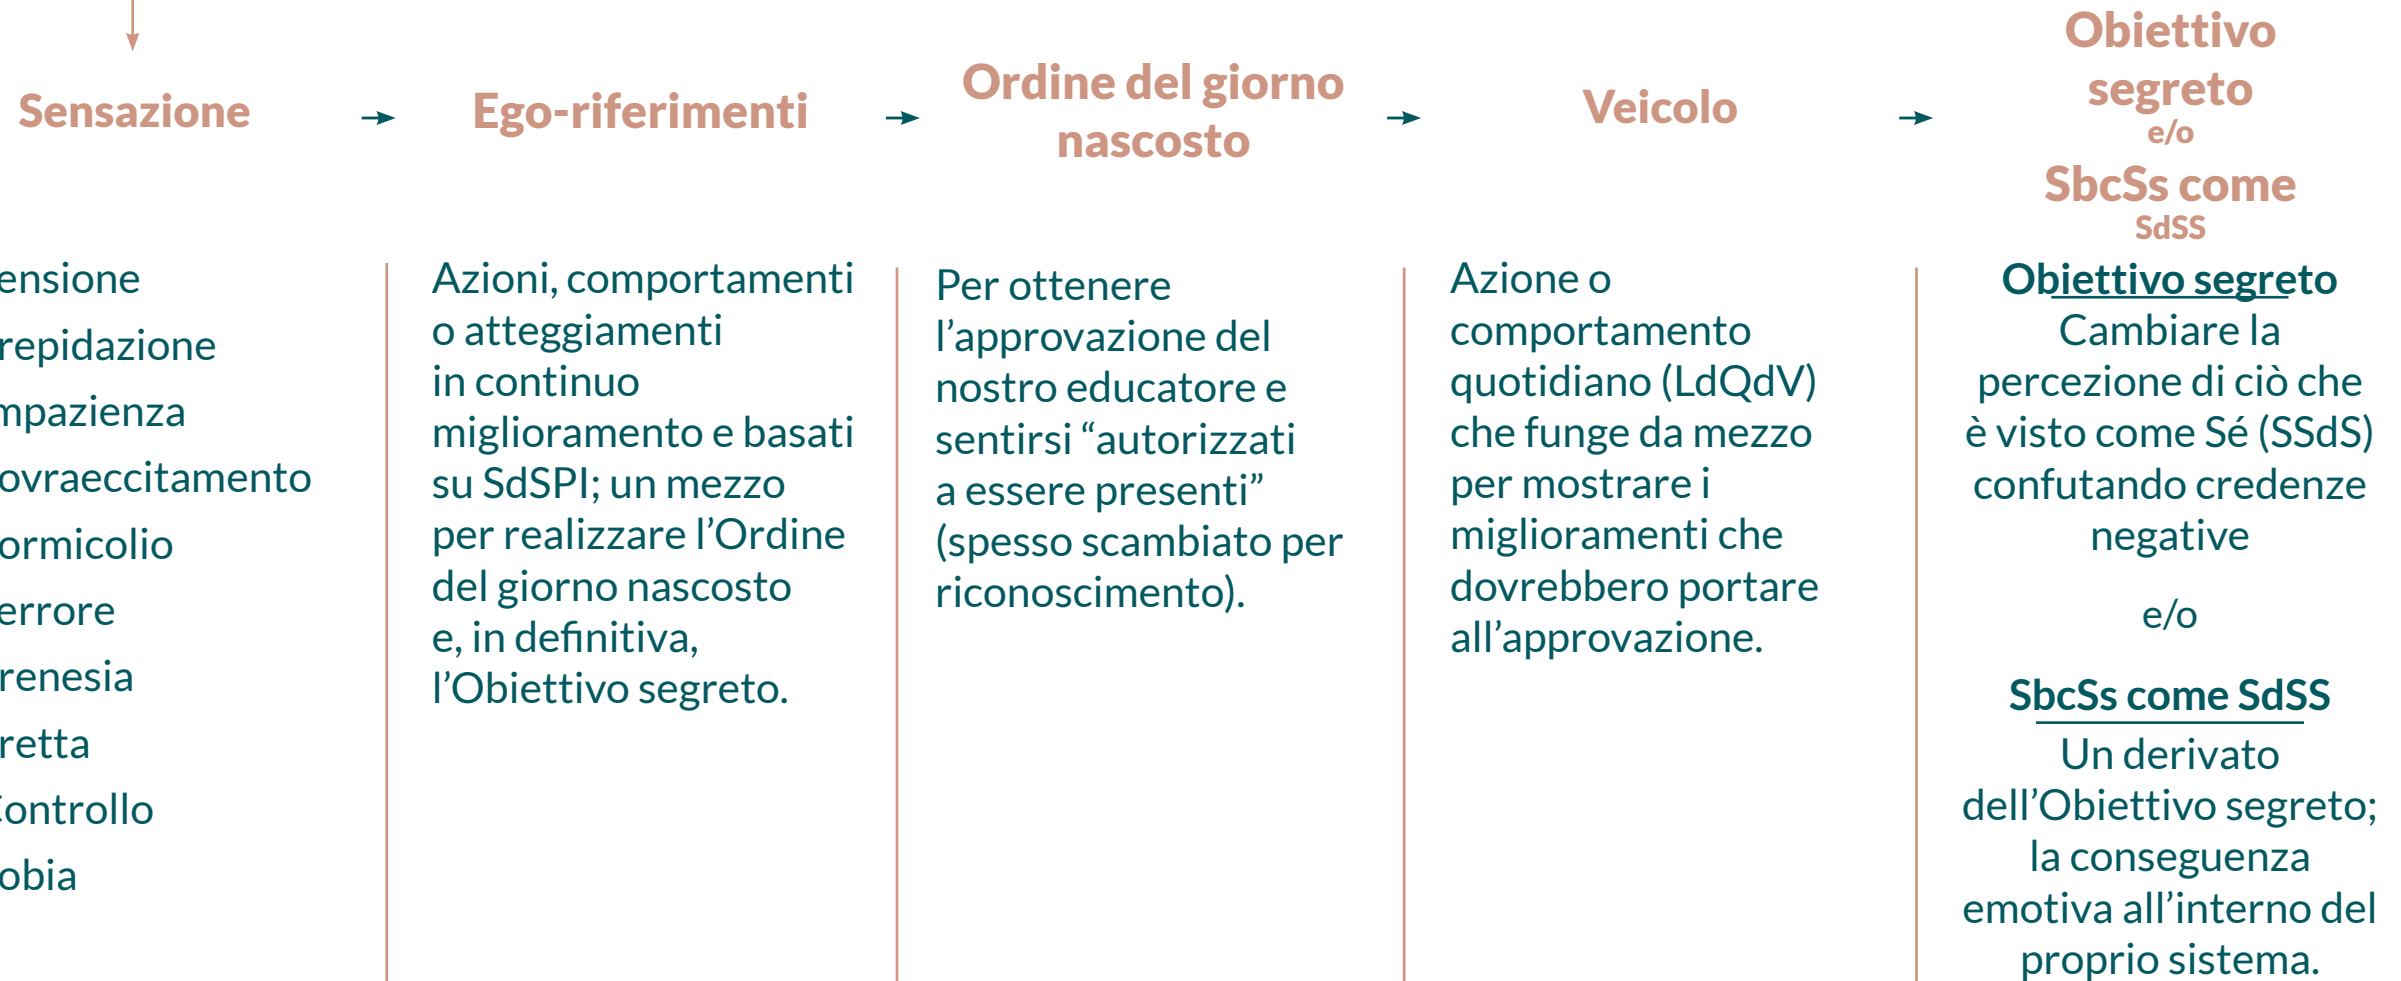 Sensazione
Ego-riferimenti
Ordine del giorno
nascosto
Veicolo
Obiettivo
segreto
e/o
SbcSs come
SdSS
ensione
repidazione
mpazienza
ovraeccitamento
ormicolio
errore
renesia
retta
Controllo
obia
Azioni, comportamenti
o atteggiamenti
in continuo
miglioramento e basati
su SdSPI; un mezzo
per realizzare l’Ordine
del giorno nascosto
e, in definitiva,
l’Obiettivo segreto.
Per ottenere
l’approvazione del
nostro educatore e
sentirsi “autorizzati
a essere presenti”
(spesso scambiato per
riconoscimento).
Azione o
comportamento
quotidiano (LdQdV)
che funge da mezzo
per mostrare i
miglioramenti che
dovrebbero portare
all’approvazione.
Obiettivo segreto
Cambiare la
percezione di ciò che
è visto come Sé (SSdS)
confutando credenze
negative
e/o
SbcSs come SdSS
Un derivato
dell’Obiettivo segreto;
la conseguenza
emotiva all’interno del
proprio sistema.